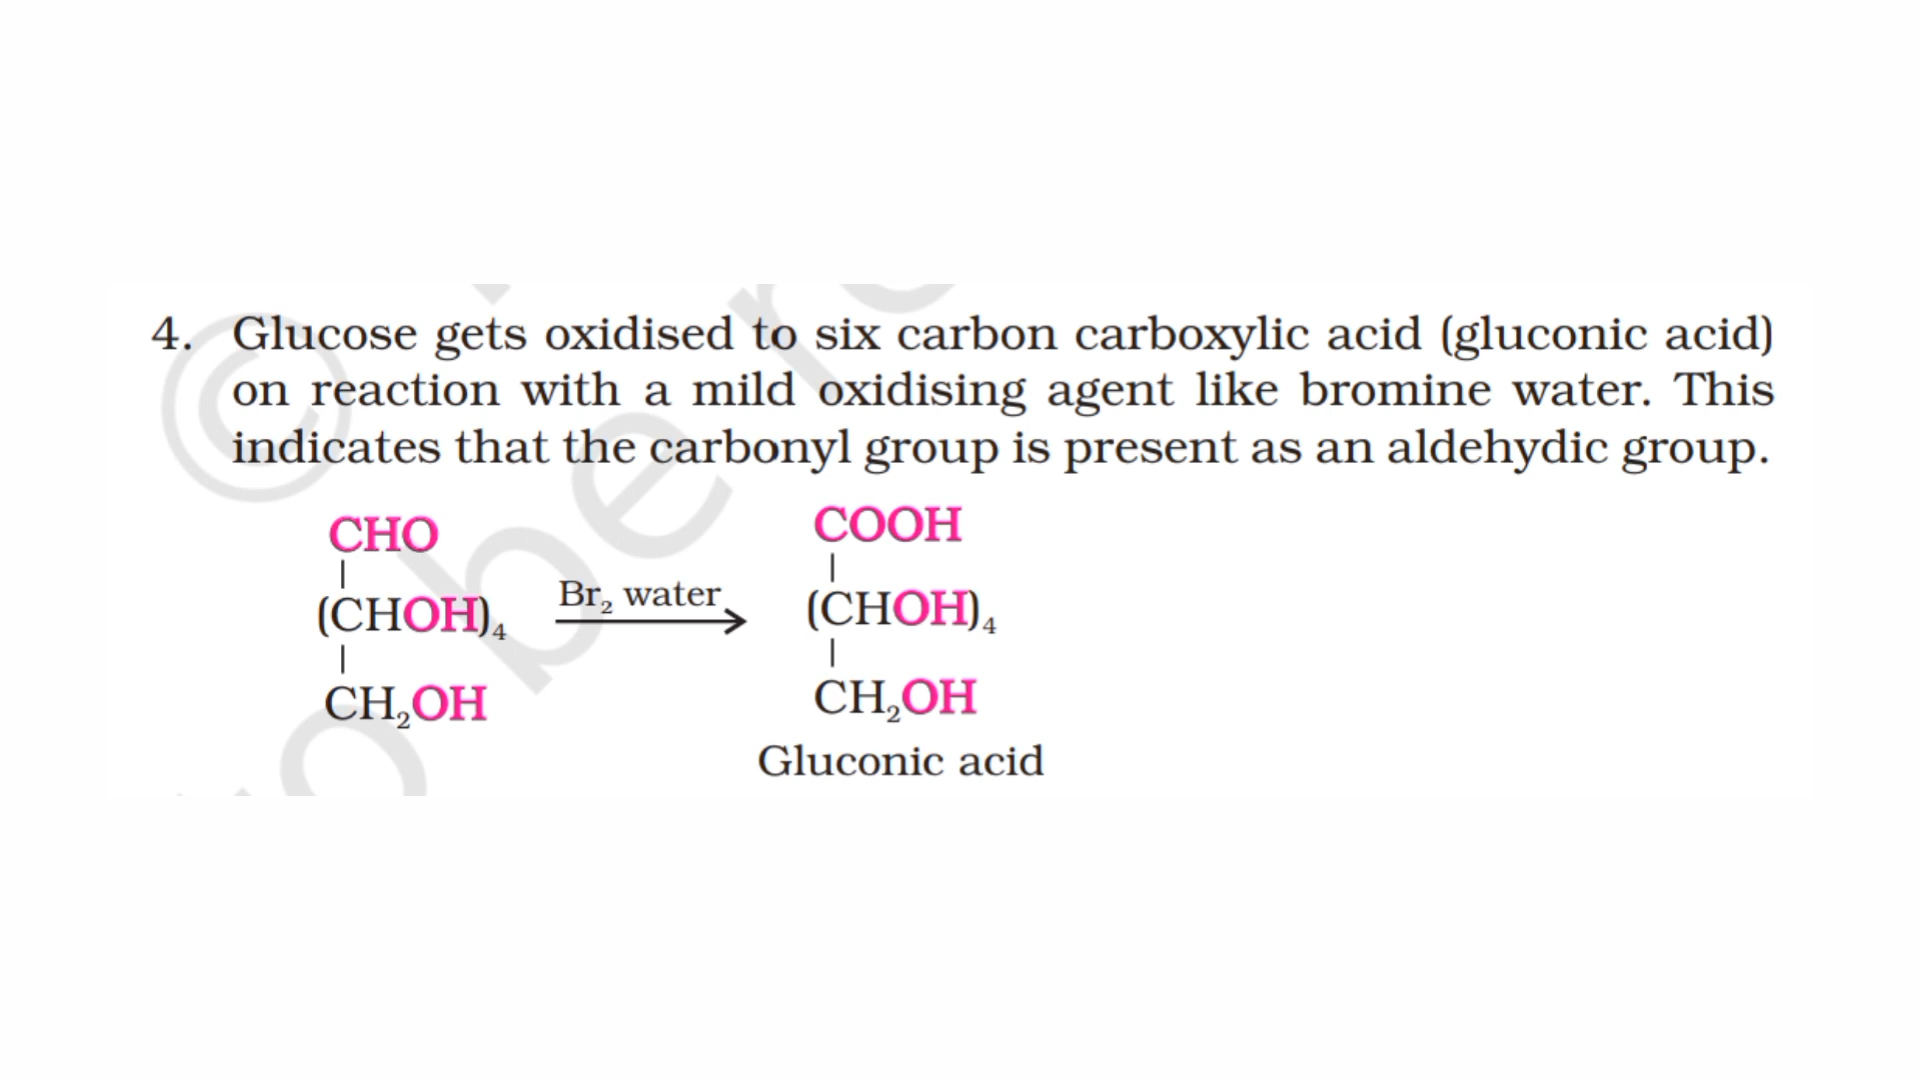 4. Glucose gets oxidised to six carbon carboxylic acid (gluconic acid)
on reaction with a mild oxidising agent like bromine water. This
indicates that the carbonyl group is present as an aldehydic group.
CHO
(CHOH)₄
CH₂OH
Br₂ water
COOH
(CHOH)₄
CH₂OH
Gluconic acid